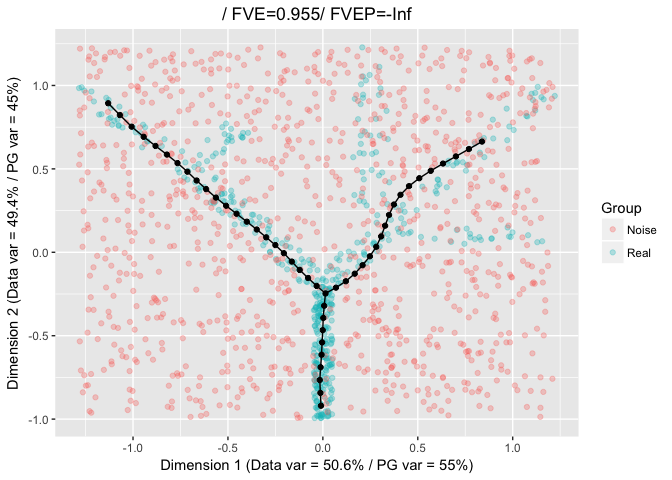 / FVE=0.955/ FVEP=-Inf
1.0
0.5
0.0
-0.5
-1.0
Dimension 2 (Data var = 49.4% / PG var = 45%)
-1.0 -0.5 0.0 0.5 1.0
Dimension 1 (Data var = 50.6% / PG var = 55%)
Group
Noise
Real